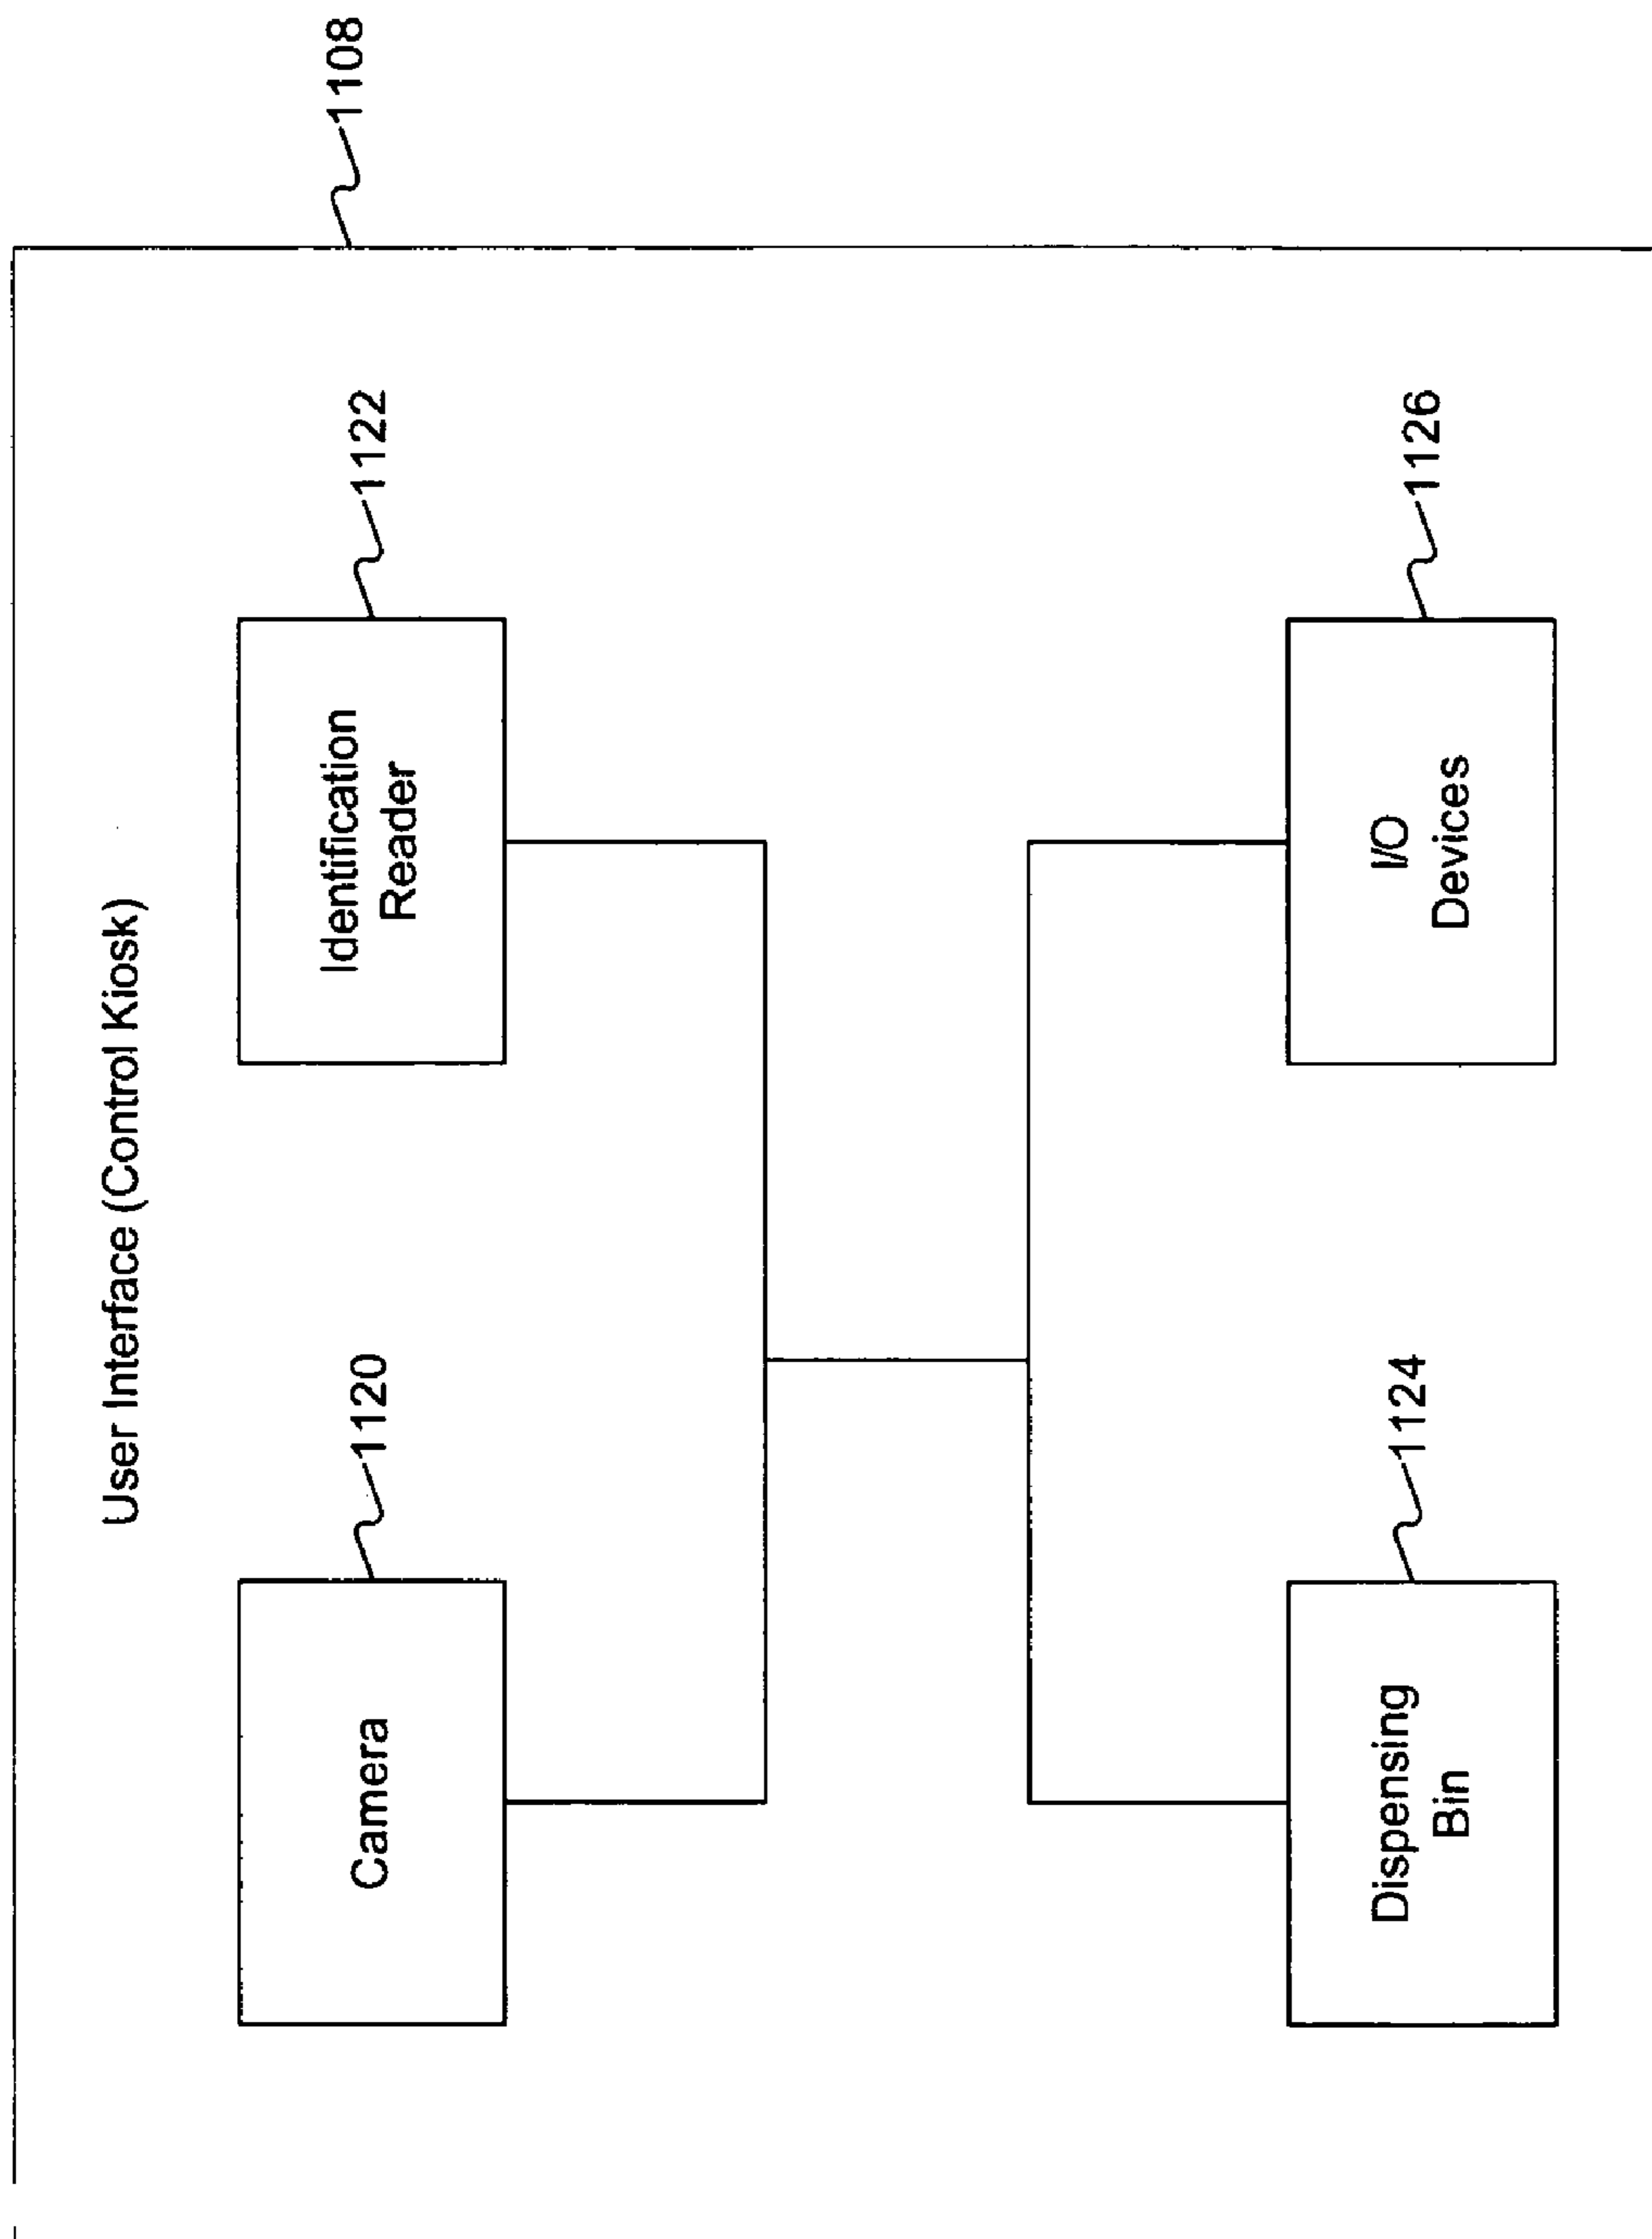 User Interface (Control Kiosk)
1108
Camera
1120
Identification
Reader
1122
Dispensing
Bin
1124
I/O
Devices
1126